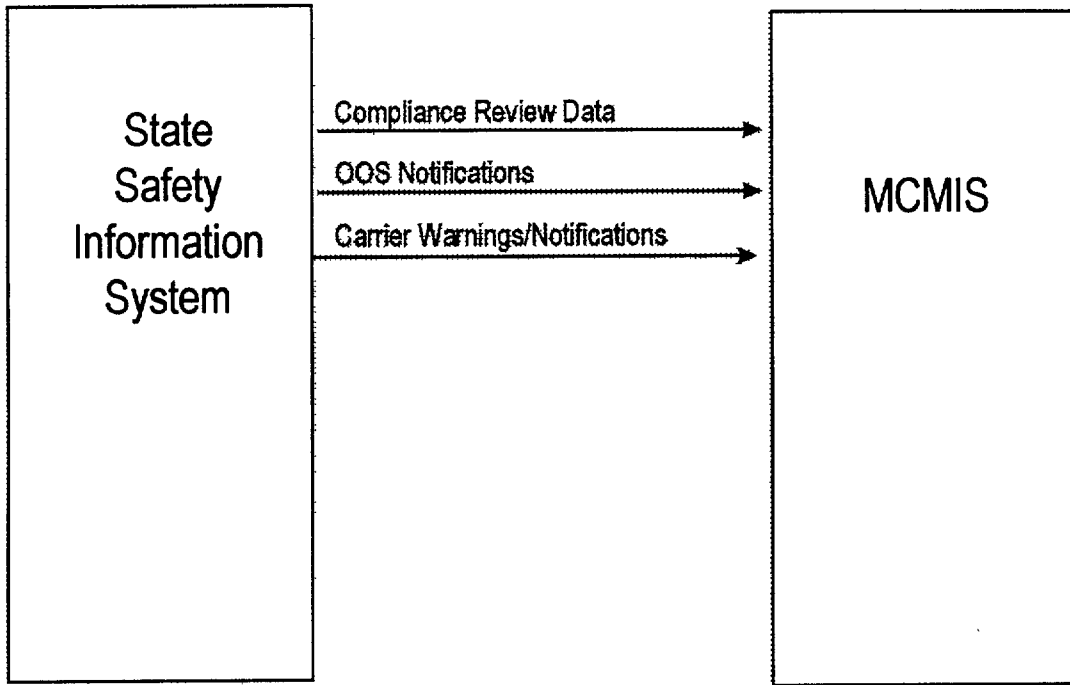 State
Safety
Information
System
Compliance Review Data
OOS Notifications
Carrier Warnings/Notifications
MCMIS